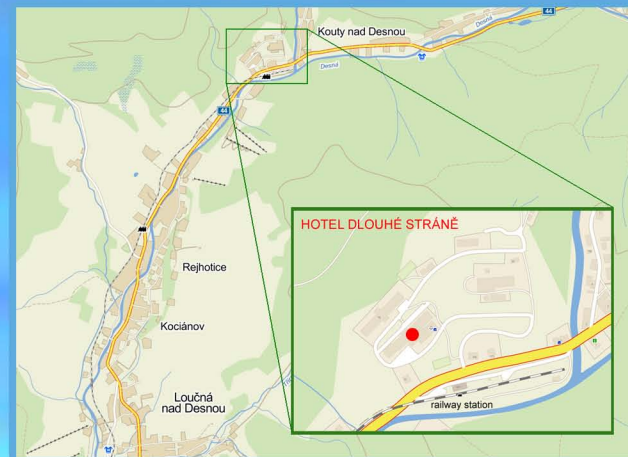 44
Kouty nad Desnou
Desná
Desná
44
HOTEL DLOUHÉ STRÁNĚ
Rejhotice
Kociánov
Loučná
nad Desnou
railway station